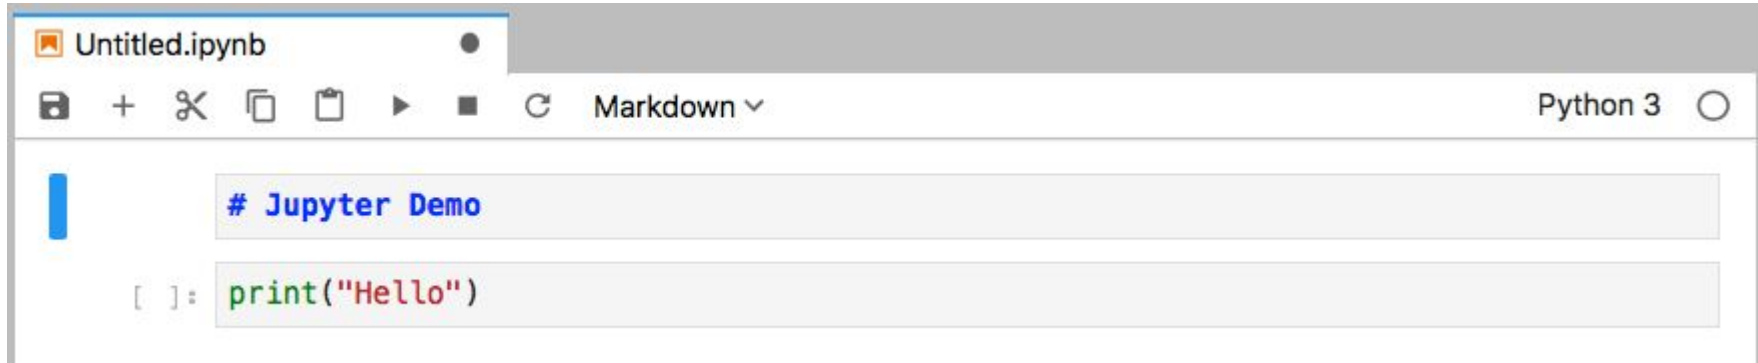 Untitled.ipynb
Markdown Python 3
# Jupyter Demo
[ ]: print("Hello")